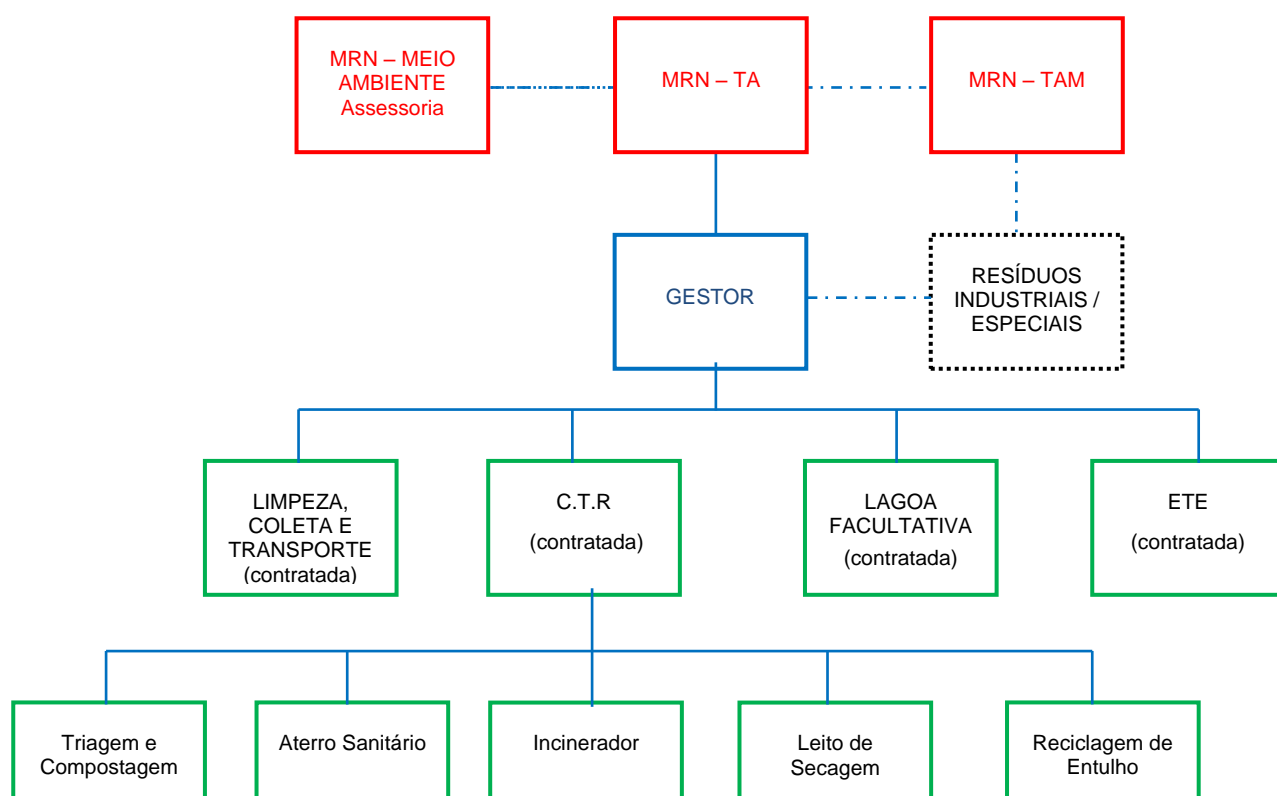 MRN – MEIO
AMBIENTE
Assessoria
MRN – TA
MRN – TAM
GESTOR
RESÍDUOS
INDUSTRIAIS /
ESPECIAIS
LIMPEZA,
COLETA E
TRANSPORTE
(contratada)
C.T.R
(contratada)
LAGOA
FACULTATIVA
(contratada)
ETE
(contratada)
Triagem e
Compostagem
Aterro Sanitário
Incinerador
Leito de
Secagem
Reciclagem de
Entulho